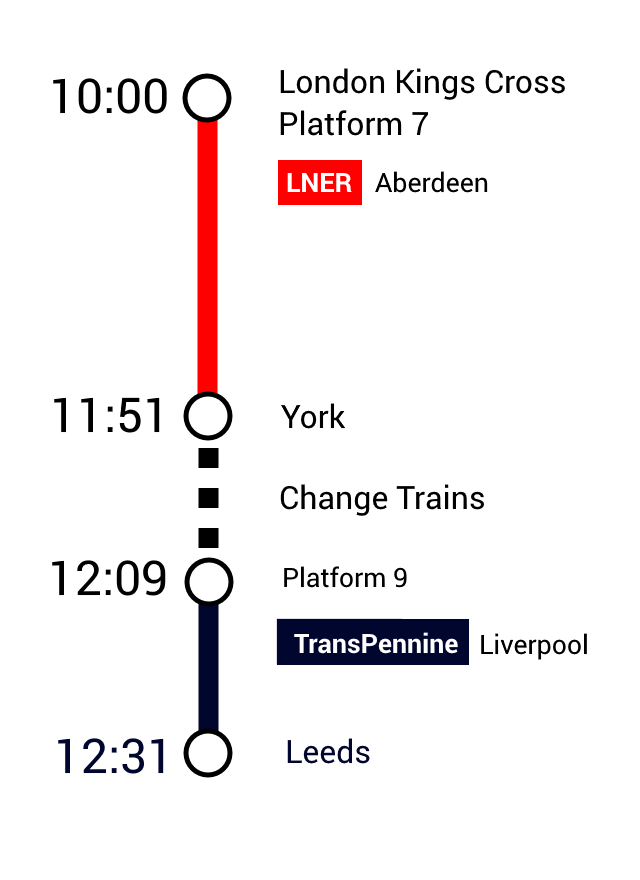 10:00
London Kings Cross
Platform 7
LNER Aberdeen
11:51 York
Change Trains
12:09 Platform 9
TransPennine Liverpool
12:31 Leeds